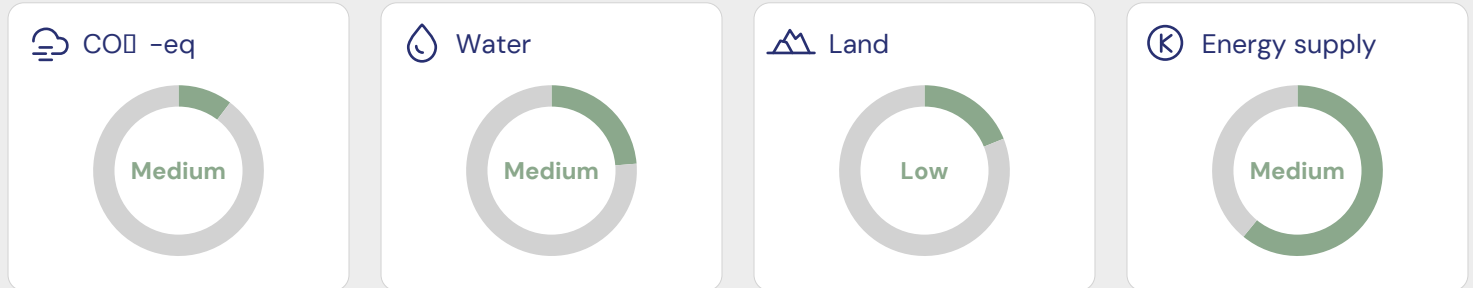 CO▯ -eq
Water
Land
Energy supply
Medium
Medium
Low
Medium